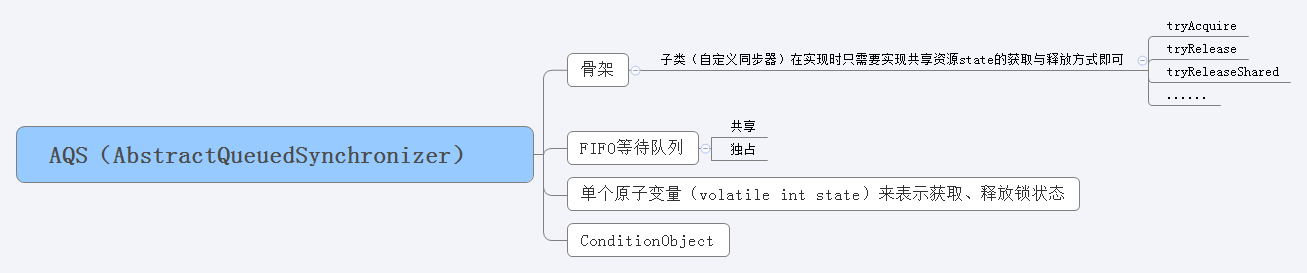 AQS（AbstractQueuedSynchronizer）
骨架
子类（自定义同步器）在实现时只需要实现共享资源state的获取与释放方式即可
tryAcquire
tryRelease
tryReleaseShared
......
FIFO等待队列
共享
独占
单个原子变量（volatile int state）来表示获取、释放锁状态
ConditionObject